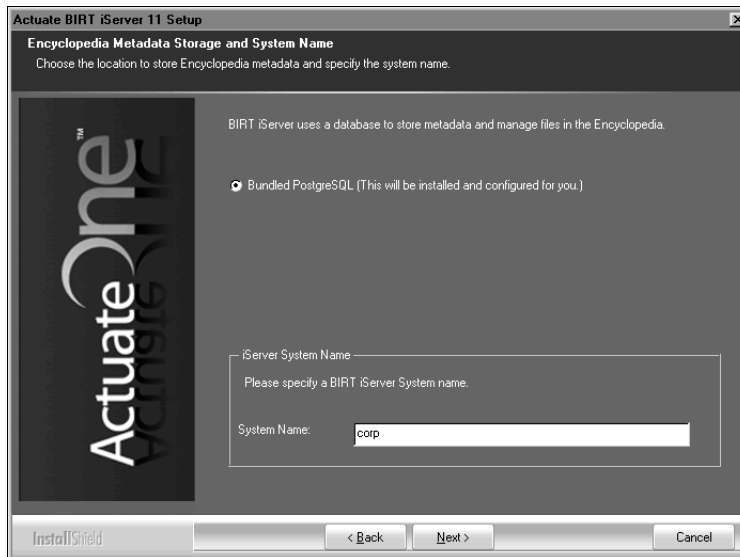 Actuate BIRT iServer 11 Setup
Encyclopedia Metadata Storage and System Name
Choose the location to store Encyclopedia metadata and specify the system name.
ActuateOne™
BIRT iServer uses a database to store metadata and manage files in the Encyclopedia.
Bundled PostgreSQL (This will be installed and configured for you.)
iServer System Name
Please specify a BIRT iServer System name.
System Name:
corp
InstallShield
< Back
Next >
Cancel